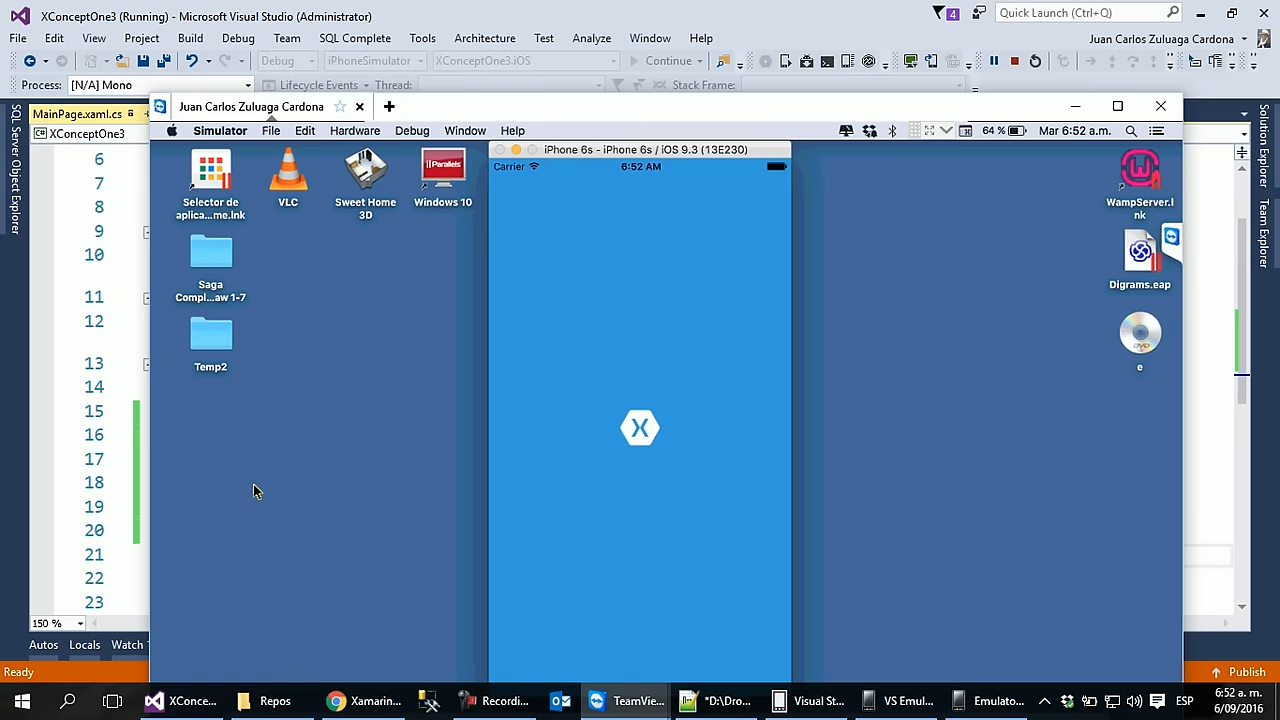 XConceptOne3 (Running) - Microsoft Visual Studio (Administrator)
4
Quick Launch (Ctrl+Q)
File Edit View Project Build Debug Team SQL Complete Tools Architecture Test Analyze Window Help
Juan Carlos Zuluaga Cardona
Debug iPhoneSimulator XConceptOne3.iOS Continue
Process: [N/A] Mono Lifecycle Events Thread: Stack Frame:
MainPage.xaml.cs
Juan Carlos Zuluaga Cardona
C# XConceptOne3
Simulator File Edit Hardware Debug Window Help
64 % Mar 6:52 a.m.
iPhone 6s - iPhone 6s / iOS 9.3 (13E230)
Carrier 6:52 AM
SQL Server Object Explorer
Solution Explorer
Team Explorer
6
7
8
9
10
11
12
13
14
15
16
17
18
19
20
21
22
23
Selector de
aplica...me.lnk
VLC
Sweet Home
3D
|| Parallels
Windows 10
WampServer.l
nk
Saga
Compl...aw 1-7
Digrams.eap
Temp2
DVD
e
150 %
Autos Locals Watch
Ready
Publish
XConce... Repos Xamarin... Recordi... TeamVie... *D:\Dro... Visual St... VS Emul... Emulato...
ESP
6:52 a. m.
6/09/2016